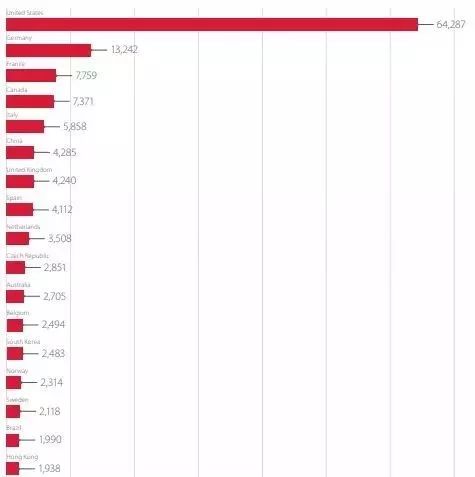 United States
64,287
Germany
13,242
France
7,759
Canada
7,371
Italy
5,858
China
4,285
United Kingdom
4,240
Spain
4,112
Netherlands
3,508
Czech Republic
2,851
Australia
2,705
Belgium
2,494
South Korea
2,483
Norway
2,314
Sweden
2,118
Brazil
1,990
Hong Kong
1,938